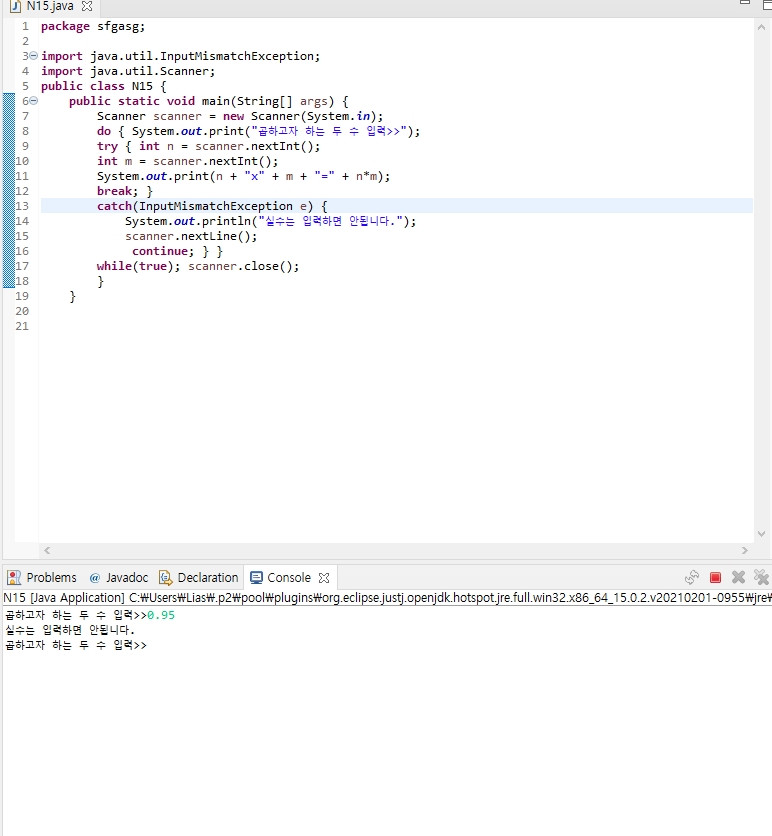 N15.java
1 package sfgasg;
2
3 import java.util.InputMismatchException;
4 import java.util.Scanner;
5 public class N15 {
6 public static void main(String[] args) {
7 Scanner scanner = new Scanner(System.in);
8 do { System.out.print("곱하고자 하는 두 수 입력>>");
9 try { int n = scanner.nextInt();
10 int m = scanner.nextInt();
11 System.out.print(n + "x" + m + "=" + n*m);
12 break; }
13 catch(InputMismatchException e) {
14 System.out.println("실수는 입력하면 안됩니다.");
15 scanner.nextLine();
16 continue; } }
17 while(true); scanner.close();
18 }
19 }
20
21
Problems @ Javadoc Declaration Console
N15 [Java Application] C:₩Users₩Lias₩.p2₩pool₩plugins₩org.eclipse.justj.openjdk.hotspot.jre.full.win32.x86_64_15.0.2.v20210201-0955₩jre₩
곱하고자 하는 두 수 입력>>0.95
실수는 입력하면 안됩니다.
곱하고자 하는 두 수 입력>>